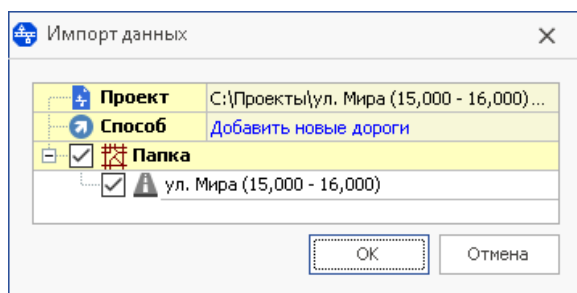 Импорт данных
Проект C:\Проекты\ул. Мира (15,000 - 16,000)...
Способ Добавить новые дороги
Папка
ул. Мира (15,000 - 16,000)
OK Отмена